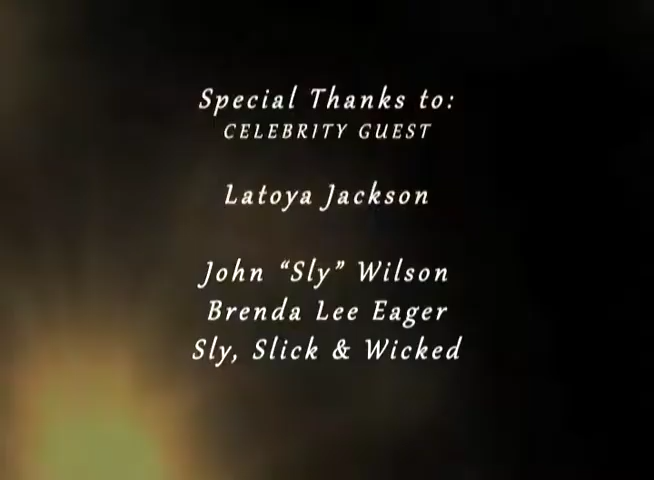 Special Thanks to:
CELEBRITY GUEST
Latoya Jackson
John “Sly” Wilson
Brenda Lee Eager
Sly, Slick & Wicked